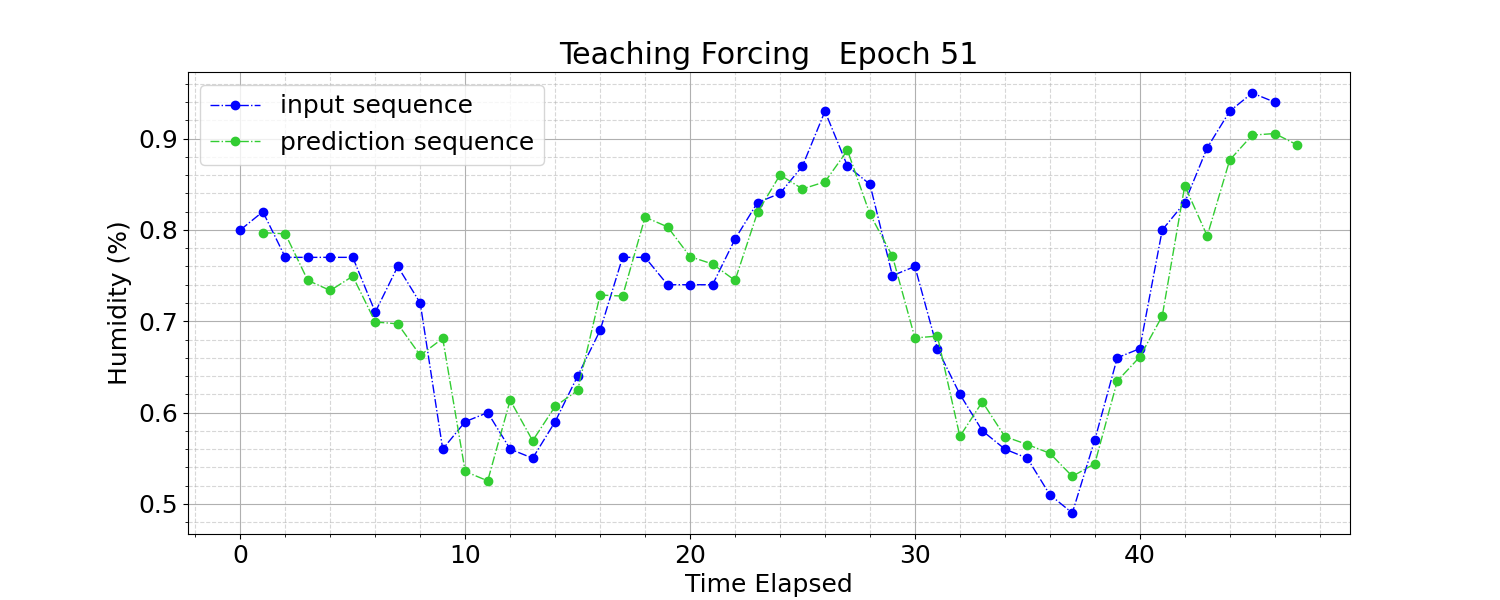 Teaching Forcing   Epoch 51
input sequence
prediction sequence
Humidity (%)
0.9
0.8
0.7
0.6
0.5
0 10 20 30 40
Time Elapsed